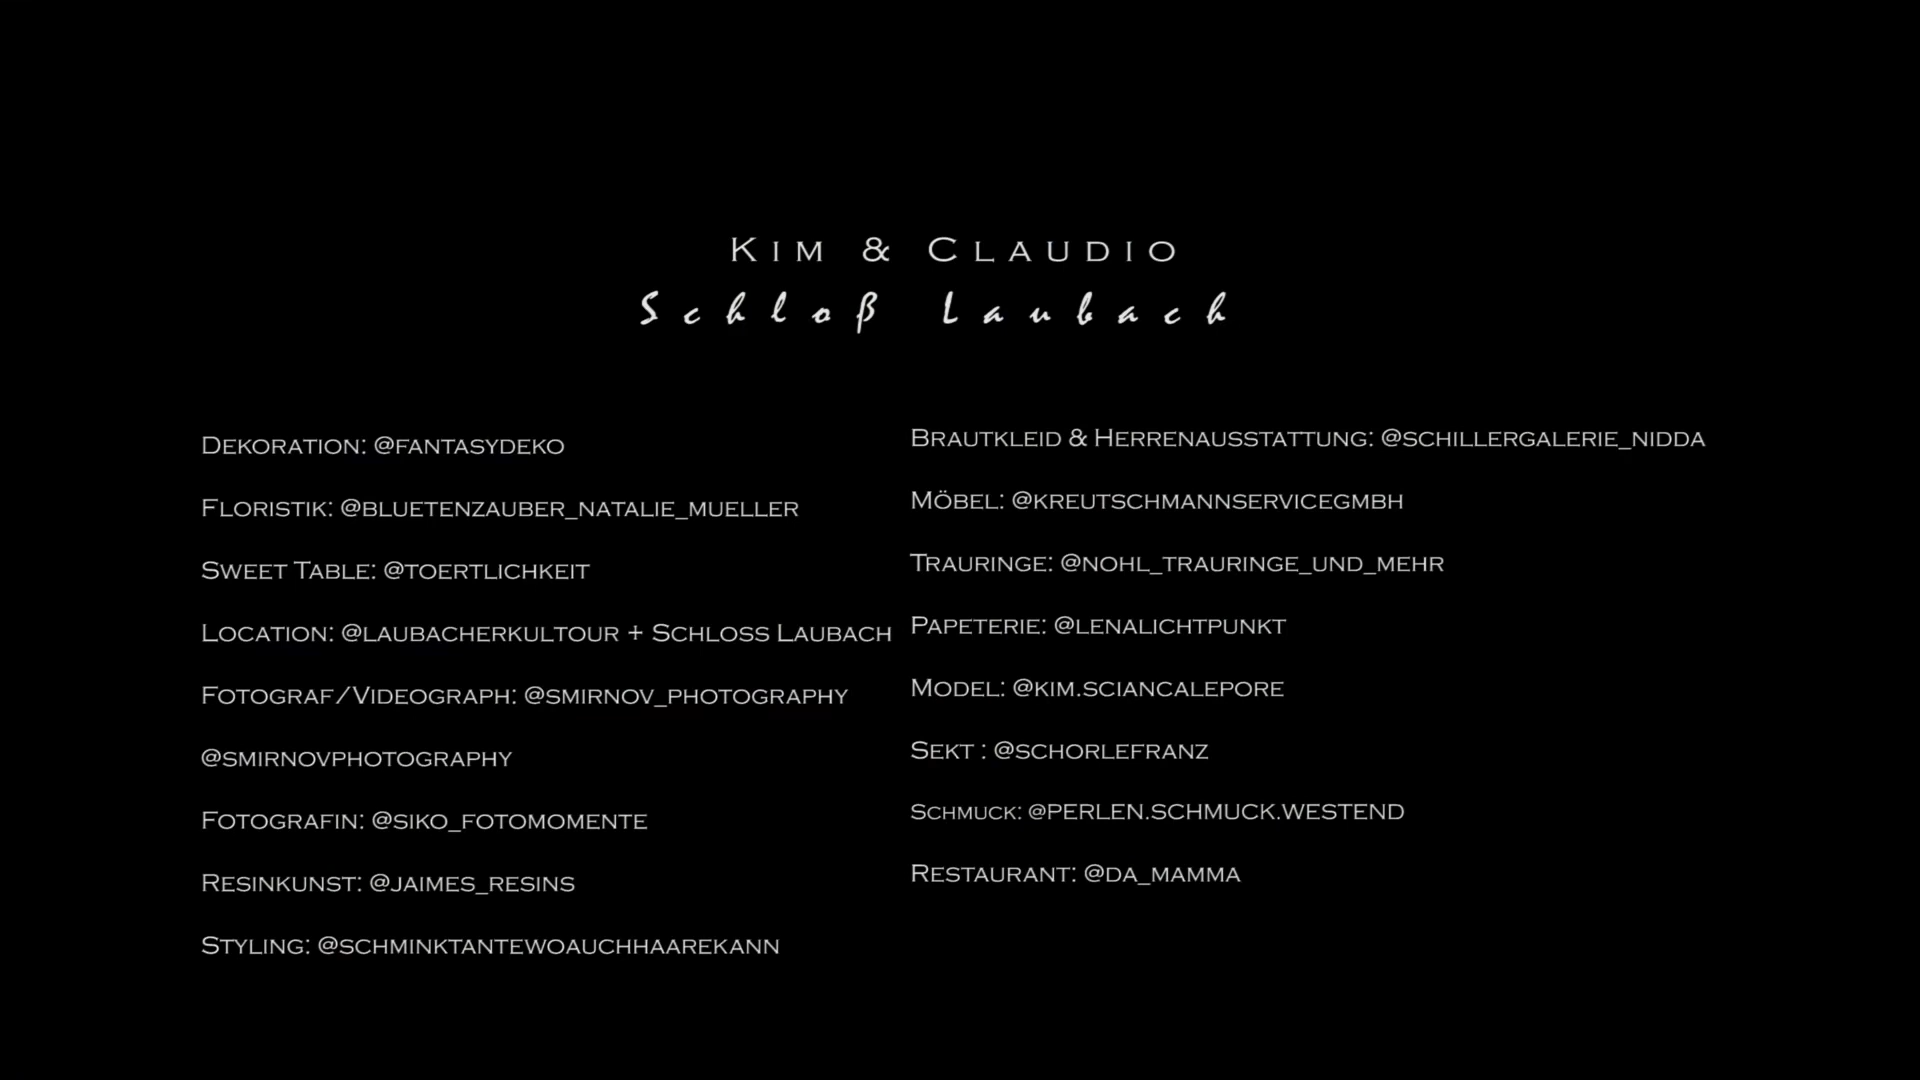 Kim & Claudio
Schloß Laubach
Dekoration: @fantasydeko
Floristik: @bluetenzauber_natalie_mueller
Sweet Table: @toertlichkeit
Location: @laubacherkultour + Schloss Laubach
Fotograf/Videograph: @smirnov_photography
@smirnovphotography
Fotografin: @siko_fotomomente
Resinkunst: @jaimes_resins
Styling: @schminktantewoauchhaarekann
Brautkleid & Herrenausstattung: @schillergalerie_nidda
Möbel: @kreutschmannservicegmbh
Trauringe: @nohl_trauringe_und_mehr
Papeterie: @lenalichtpunkt
Model: @kim.sciancalepore
Sekt : @schorlefranz
schmuck: @PERLEN.SCHMUCK.WESTEND
Restaurant: @da_mamma